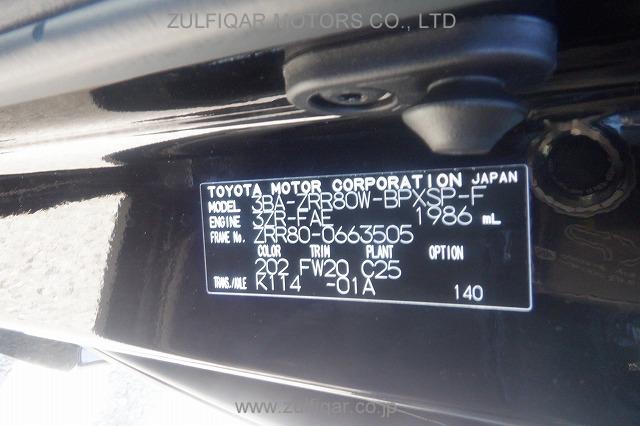 ZULFIQAR MOTORS CO., LTD
TOYOTA MOTOR CORPORATION JAPAN
MODEL 3BA-ZRR80W-BPXSP-F
ENGINE 3ZR-FAE 1986 mL
FRAME No. ZRR80-0663505
COLOR TRIM PLANT OPTION
202 FW20 C25
TRANS./AXLE K114 -01A 140
www.zulfiqar.co.jp